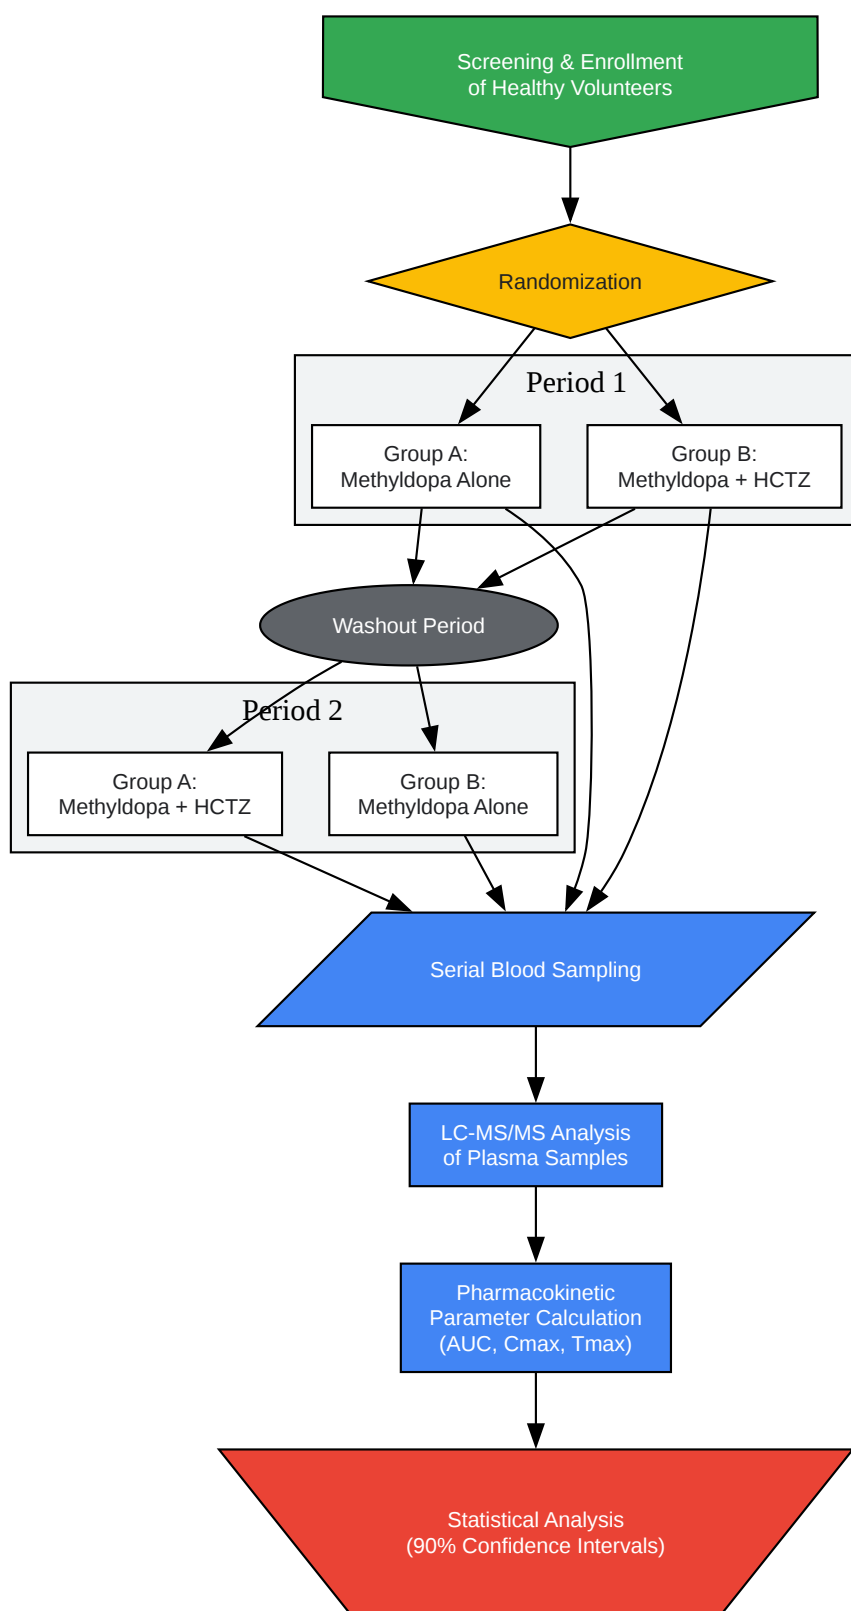 Screening & Enrollment
of Healthy Volunteers
Randomization
Period 1
Group A:
Methyldopa Alone
Group B:
Methyldopa + HCTZ
Washout Period
Period 2
Group A:
Methyldopa + HCTZ
Group B:
Methyldopa Alone
Serial Blood Sampling
LC-MS/MS Analysis
of Plasma Samples
Pharmacokinetic
Parameter Calculation
(AUC, Cmax, Tmax)
Statistical Analysis
(90% Confidence Intervals)